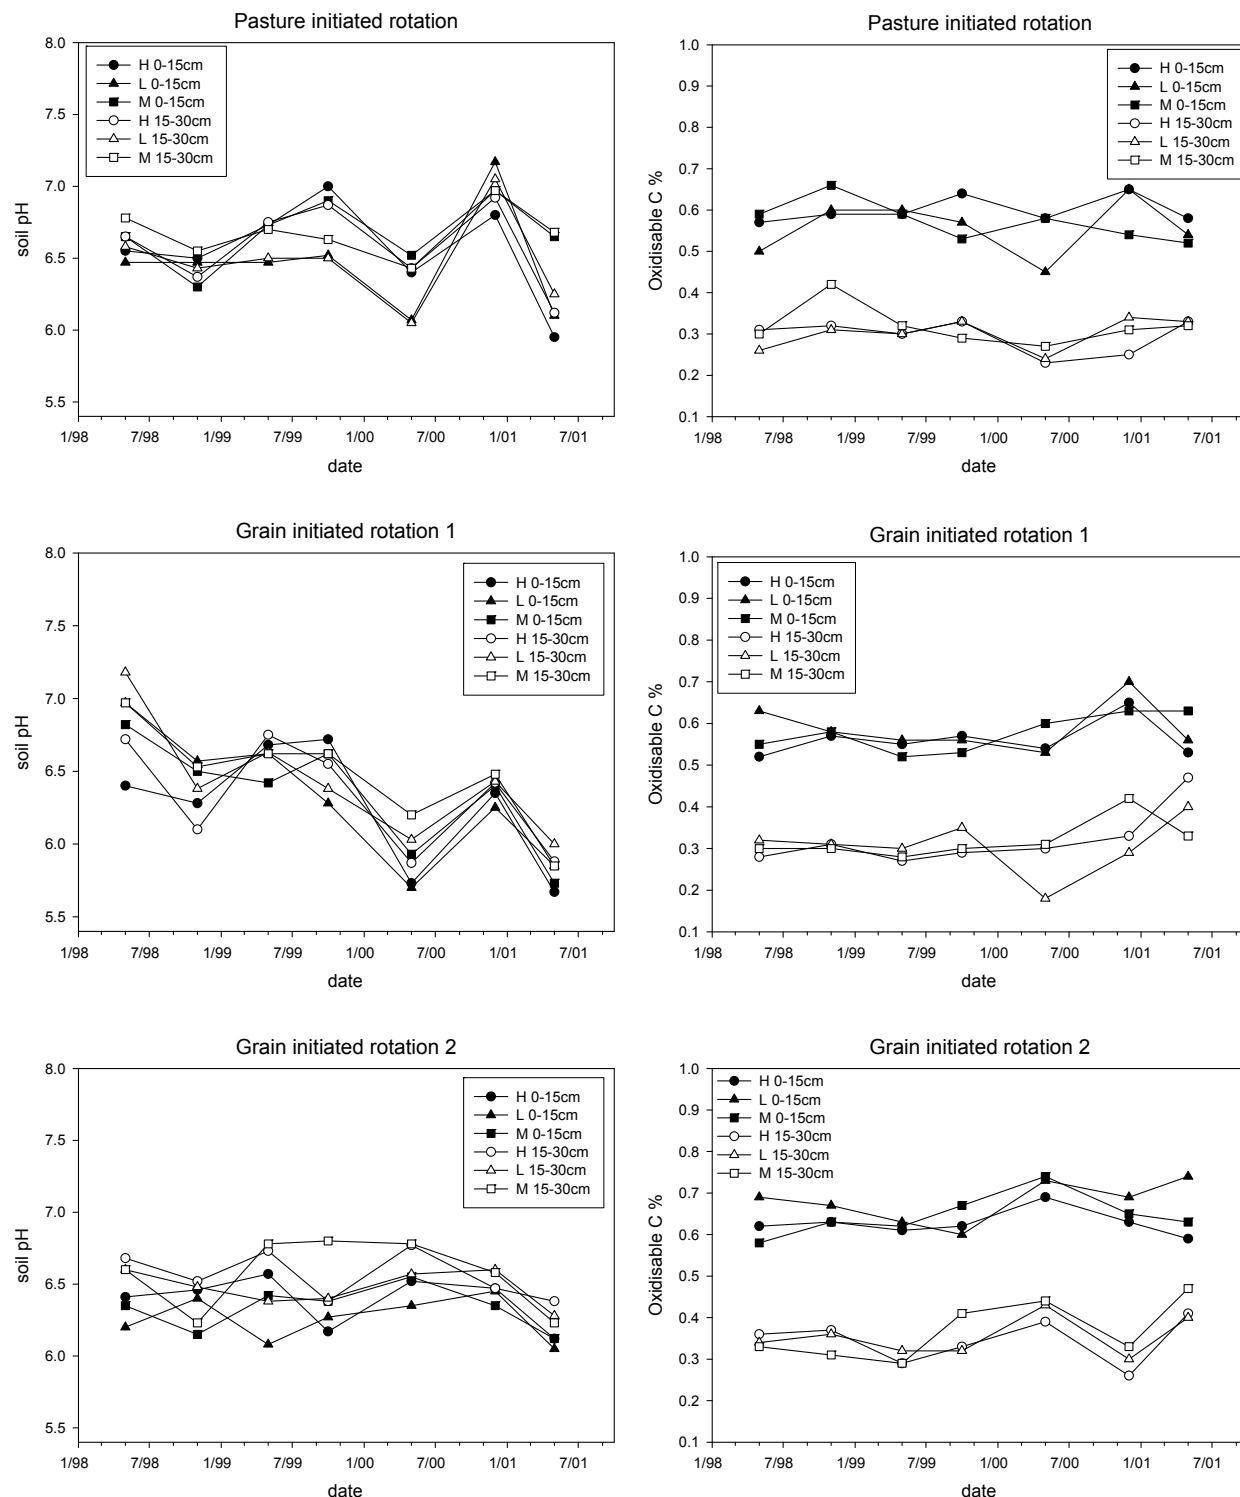 Pasture initiated rotation
8.0
7.5
7.0
6.5
6.0
5.5
soil pH
H 0-15cm
L 0-15cm
M 0-15cm
H 15-30cm
L 15-30cm
M 15-30cm
1/98 7/98 1/99 7/99 1/00 7/00 1/01 7/01
date
Pasture initiated rotation
1.0
0.9
0.8
0.7
0.6
0.5
0.4
0.3
0.2
0.1
Oxidisable C %
H 0-15cm
L 0-15cm
M 0-15cm
H 15-30cm
L 15-30cm
M 15-30cm
1/98 7/98 1/99 7/99 1/00 7/00 1/01 7/01
date
Grain initiated rotation 1
8.0
7.5
7.0
6.5
6.0
5.5
soil pH
H 0-15cm
L 0-15cm
M 0-15cm
H 15-30cm
L 15-30cm
M 15-30cm
1/98 7/98 1/99 7/99 1/00 7/00 1/01 7/01
date
Grain initiated rotation 1
1.0
0.9
0.8
0.7
0.6
0.5
0.4
0.3
0.2
0.1
Oxidisable C %
H 0-15cm
L 0-15cm
M 0-15cm
H 15-30cm
L 15-30cm
M 15-30cm
1/98 7/98 1/99 7/99 1/00 7/00 1/01 7/01
date
Grain initiated rotation 2
8.0
7.5
7.0
6.5
6.0
5.5
soil pH
H 0-15cm
L 0-15cm
M 0-15cm
H 15-30cm
L 15-30cm
M 15-30cm
1/98 7/98 1/99 7/99 1/00 7/00 1/01 7/01
date
Grain initiated rotation 2
1.0
0.9
0.8
0.7
0.6
0.5
0.4
0.3
0.2
0.1
Oxidisable C %
H 0-15cm
L 0-15cm
M 0-15cm
H 15-30cm
L 15-30cm
M 15-30cm
1/98 7/98 1/99 7/99 1/00 7/00 1/01 7/01
date